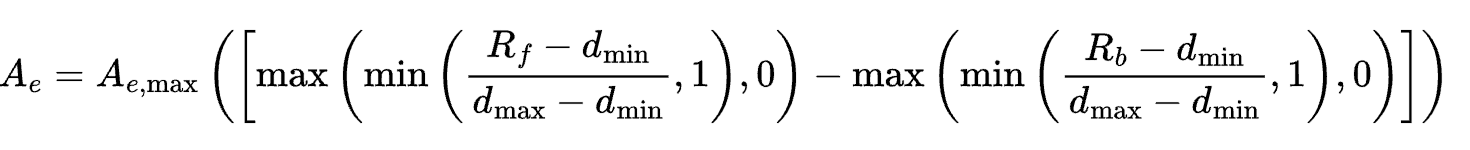 $A_e = A_{e,\max} \left( \left[ \max \left( \min \left( \frac{R_f - d_{\min}}{d_{\max} - d_{\min}}, 1 \right), 0 \right) - \max \left( \min \left( \frac{R_b - d_{\min}}{d_{\max} - d_{\min}}, 1 \right), 0 \right) \right] \right)$